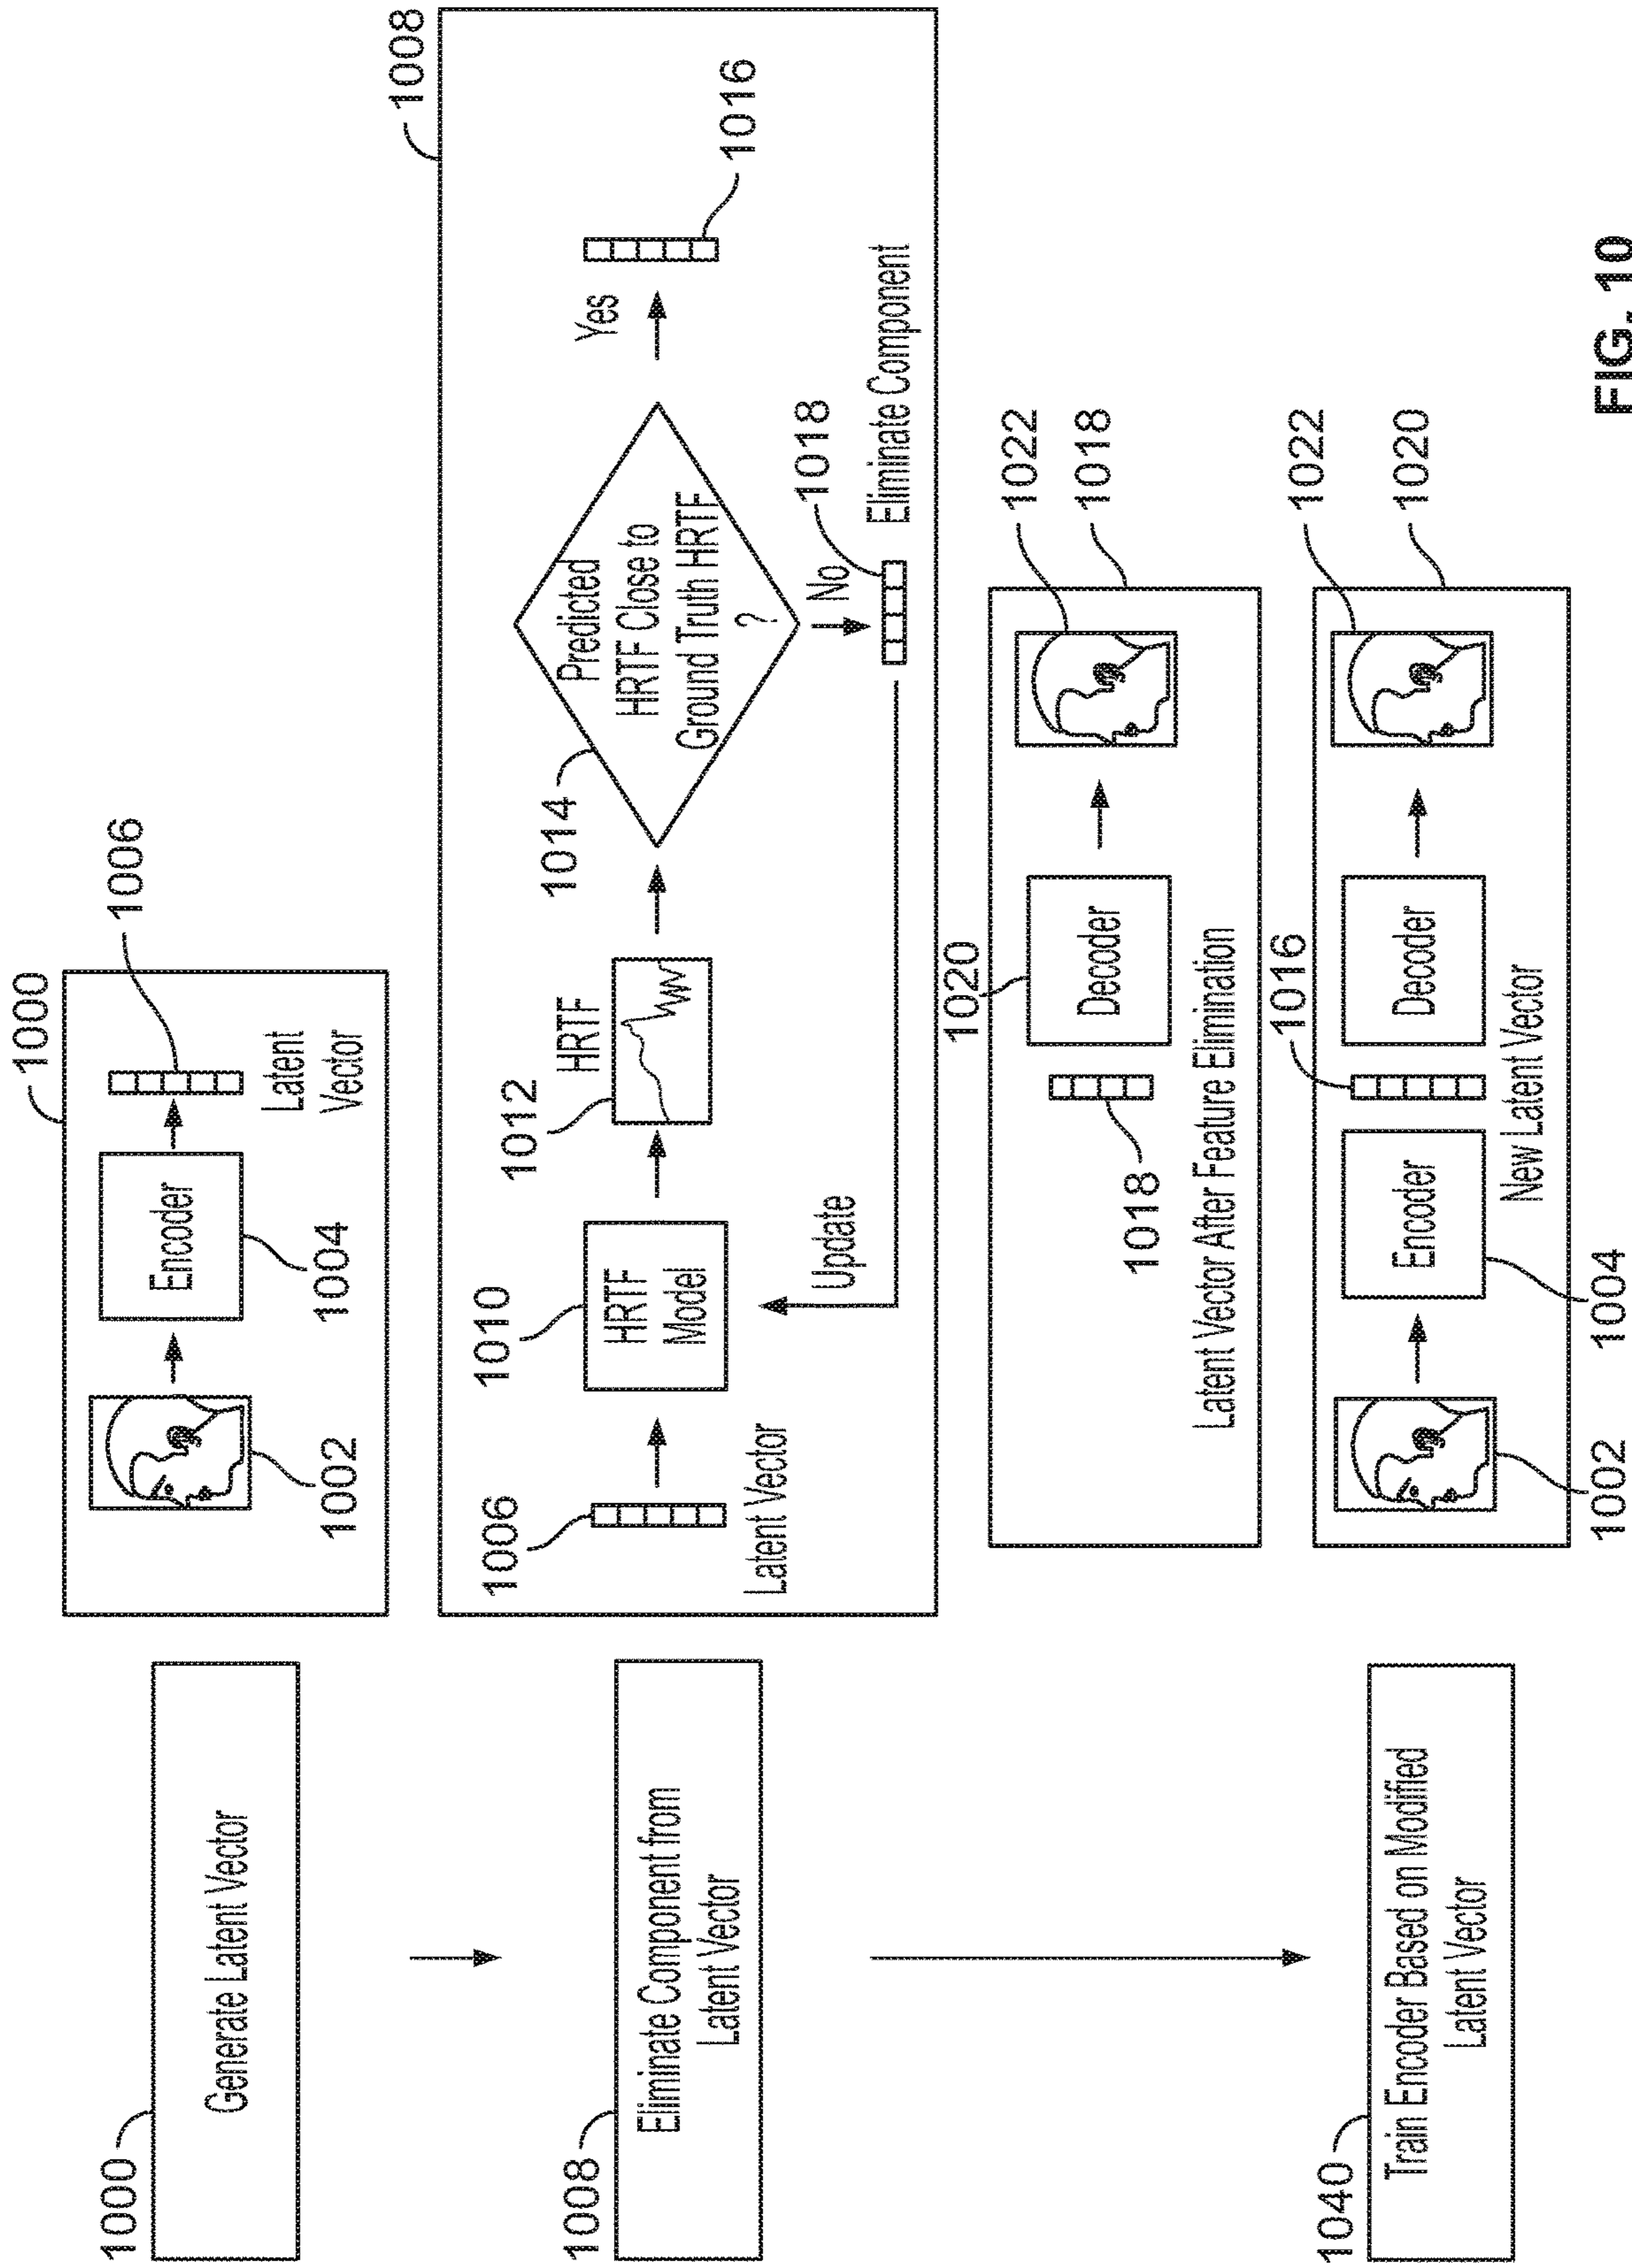 1000
Generate Latent Vector
1000
1002
Encoder
1004
1006
Latent
Vector
1008
Eliminate Component from
Latent Vector
1008
1006
Latent Vector
1010
HRTF
Model
1012
HRTF
1014
Predicted
HRTF Close to
Ground Truth HRTF
?
Yes
1016
No
1018
Eliminate Component
Update
1018
Latent Vector After Feature Elimination
1020
Decoder
1022
1018
1040
Train Encoder Based on Modified
Latent Vector
1002
Encoder
1004
1016
New Latent Vector
Decoder
1022
1020
FIG. 10